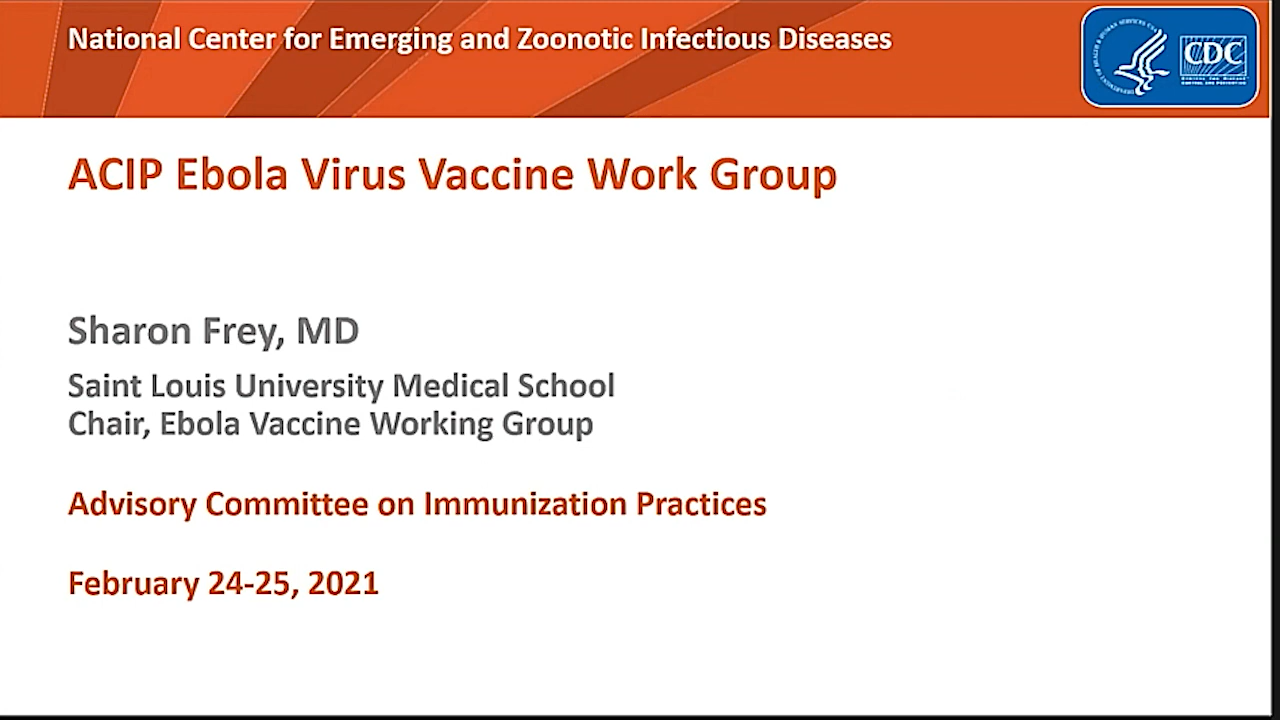 National Center for Emerging and Zoonotic Infectious Diseases
CDC
ACIP Ebola Virus Vaccine Work Group
Sharon Frey, MD
Saint Louis University Medical School
Chair, Ebola Vaccine Working Group
Advisory Committee on Immunization Practices
February 24-25, 2021